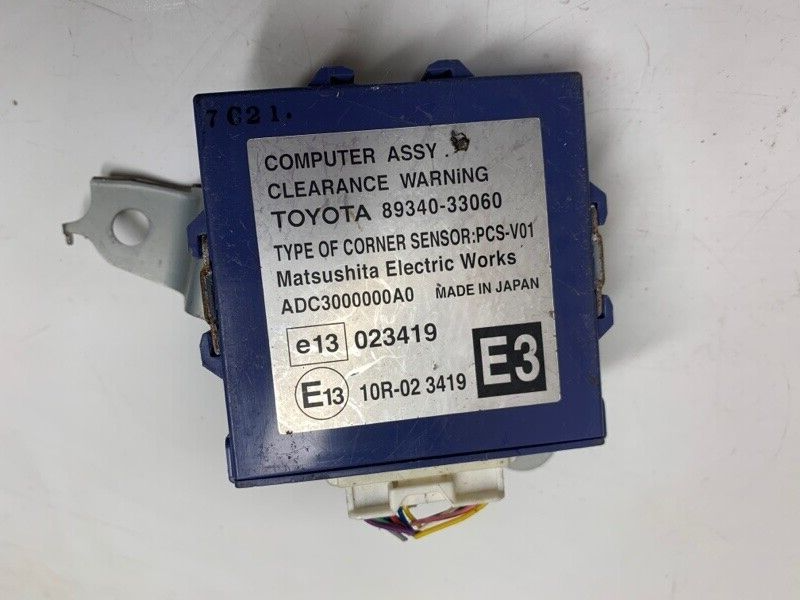 7G21.
COMPUTER ASSY.
CLEARANCE WARNiNG
TOYOTA 89340-33060
TYPE OF CORNER SENSOR:PCS-V01
Matsushita Electric Works
ADC3000000A0 MADE IN JAPAN
e13 023419
E13 10R-02 3419
E3